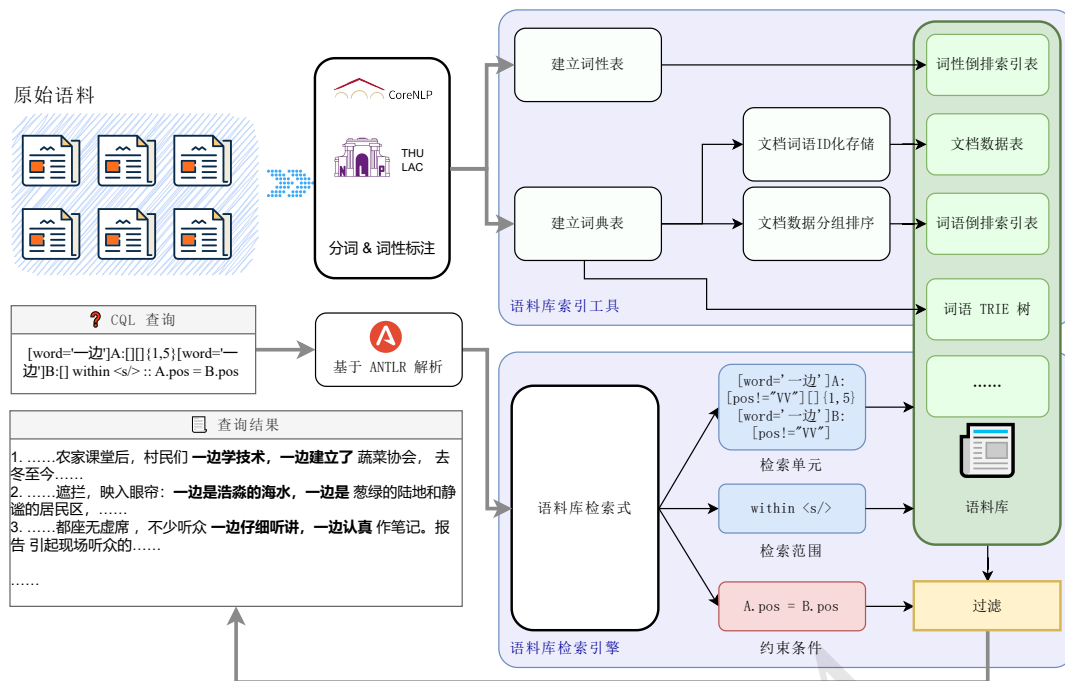 原始语料
CoreNLP
THU
LAC
NLP
分词 & 词性标注
建立词性表
建立词典表
文档词语ID化存储
文档数据分组排序
词性倒排索引表
文档数据表
词语倒排索引表
词语 TRIE 树
……
语料库
语料库索引工具
? CQL 查询
[word='一边']A:[][]{1,5}[word='一
边']B:[] within <s/> :: A.pos = B.pos
基于 ANTLR 解析
查询结果
1. ……农家课堂后，村民们 一边学技术，一边建立了 蔬菜协会， 去
冬至今……
2. ……遮拦，映入眼帘：一边是浩淼的海水，一边是 葱绿的陆地和静
谧的居民区，……
3. ……都座无虚席 ，不少听众 一边仔细听讲，一边认真 作笔记。报
告 引起现场听众的……
……
语料库检索式
[word='一边']A:
[pos!="VV"][]{1,5}
[word='一边']B:
[pos!="VV"]
检索单元
within <s/>
检索范围
A.pos = B.pos
约束条件
过滤
语料库检索引擎